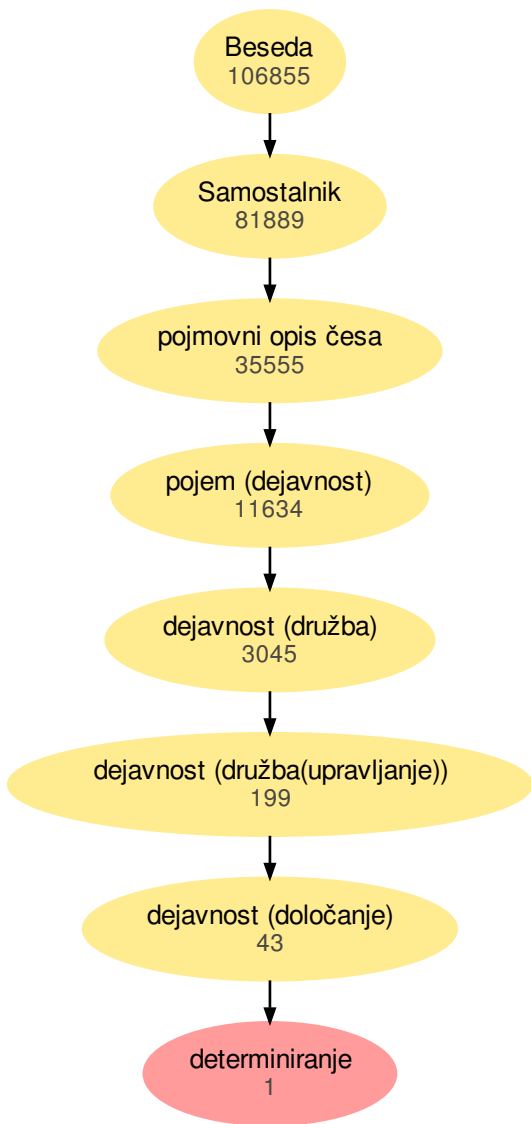 Beseda
106855
Samostalnik
81889
pojmovni opis česa
35555
pojem (dejavnost)
11634
dejavnost (družba)
3045
dejavnost (družba(upravljanje))
199
dejavnost (določanje)
43
determiniranje
1